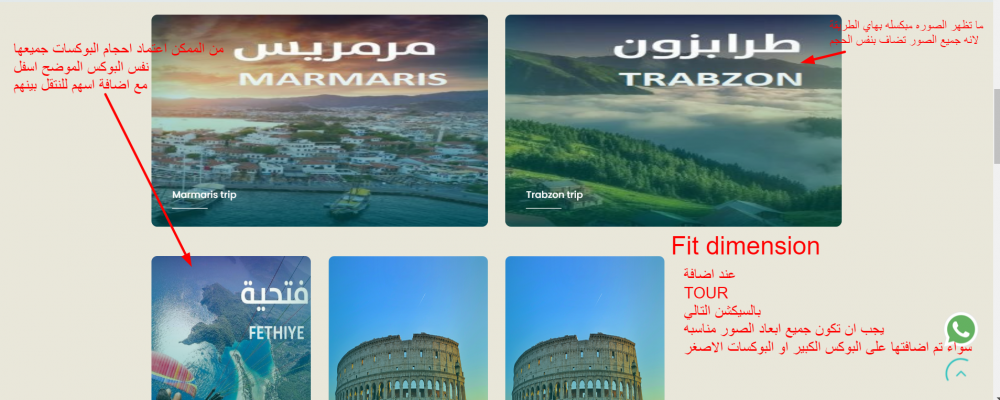 ما تظهر الصوره مبكسله بهاي الطريقة
لانه جميع الصور تضاف بنفس الحجم
من الممكن اعتماد احجام البوكسات جميعها
نفس البوكس الموضح اسفل
مع اضافة اسهم للنتقل بينهم
مرمريس
MARMARIS
طرابزون
TRABZON
Marmaris trip
Trabzon trip
Fit dimension
عند اضافة
TOUR
بالسيكشن التالي
يجب ان تكون جميع ابعاد الصور مناسبه
سواء تم اضافتها على البوكس الكبير او البوكسات الاصغر
فتحية
FETHIYE